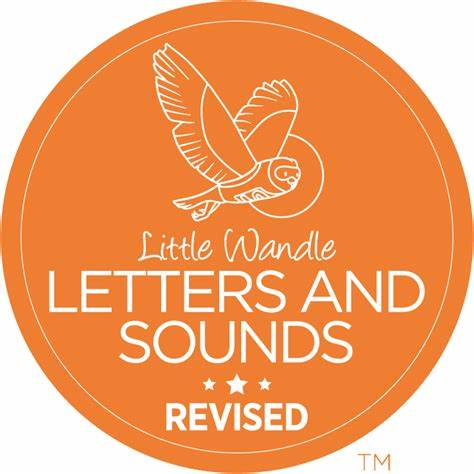 Little Wandle
LETTERS AND
SOUNDS
REVISED
TM